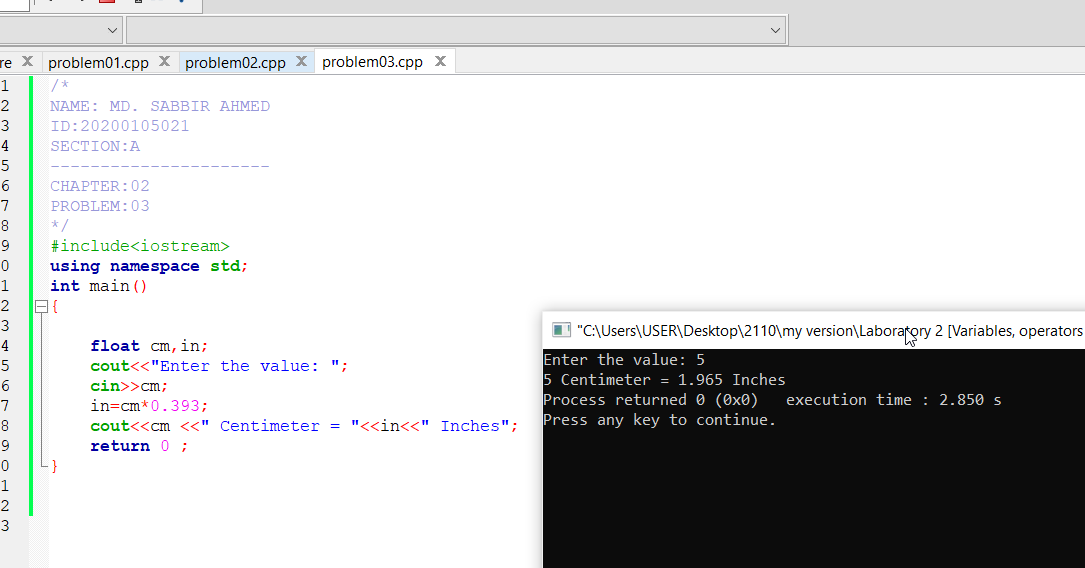 re X problem01.cpp X problem02.cpp X problem03.cpp X
1 /*
2 NAME: MD. SABBIR AHMED
3 ID:20200105021
4 SECTION:A
5 ----------------------
6 CHAPTER:02
7 PROBLEM:03
8 */
9 #include<iostream>
0 using namespace std;
1 int main()
2 {
3
4 float cm,in;
5 cout<<"Enter the value: ";
6 cin>>cm;
7 in=cm*0.393;
8 cout<<cm <<" Centimeter = "<<in<<" Inches";
9 return 0 ;
0 }
1
2
3
"C:\Users\USER\Desktop\2110\my version\Laboratory 2 [Variables, operators
Enter the value: 5
5 Centimeter = 1.965 Inches
Process returned 0 (0x0)   execution time : 2.850 s
Press any key to continue.